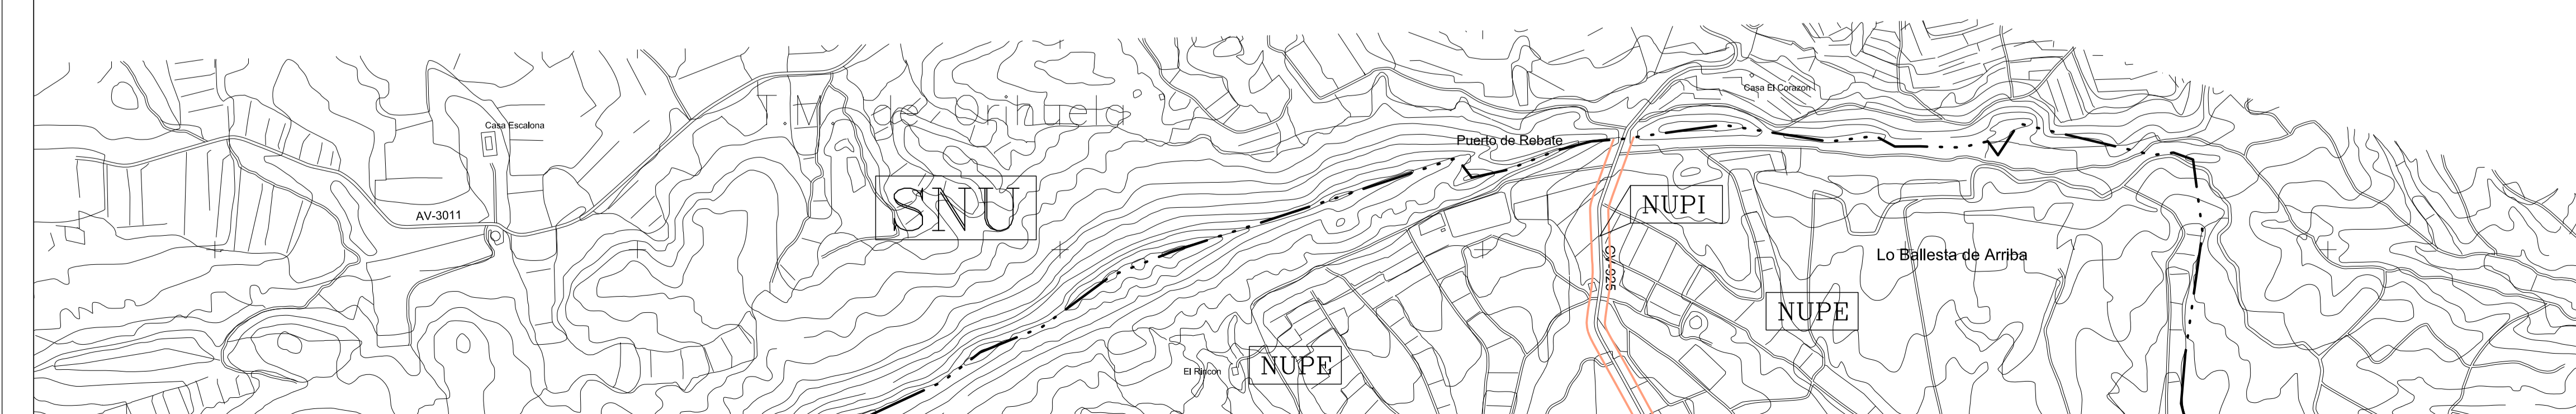 Casa El Corazon
T.M. de Orihuela
Casa Escalona
Puerto de Rebate
SNU
NUPI
AV-3011
Lo Ballesta de Arriba
CV-925
NUPE
NUPE
El Rincon